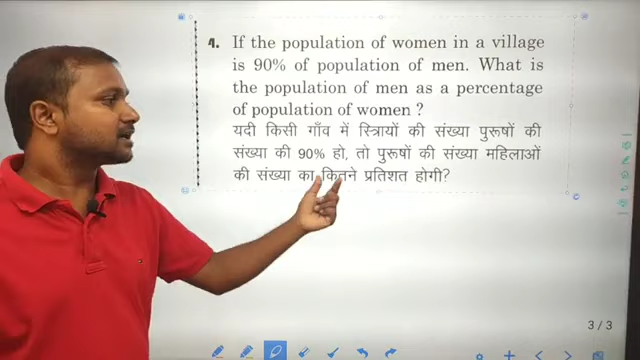 1. If the population of women in a village
is 90% of population of men. What is
the population of men as a percentage
of population of women ?
यदी किसी गाँव में स्त्रियों की संख्या पुरूषों की
संख्या की 90% हो, तो पुरूषों की संख्या महिलाओं
की संख्या का कितने प्रतिशत होगी?
3 / 3